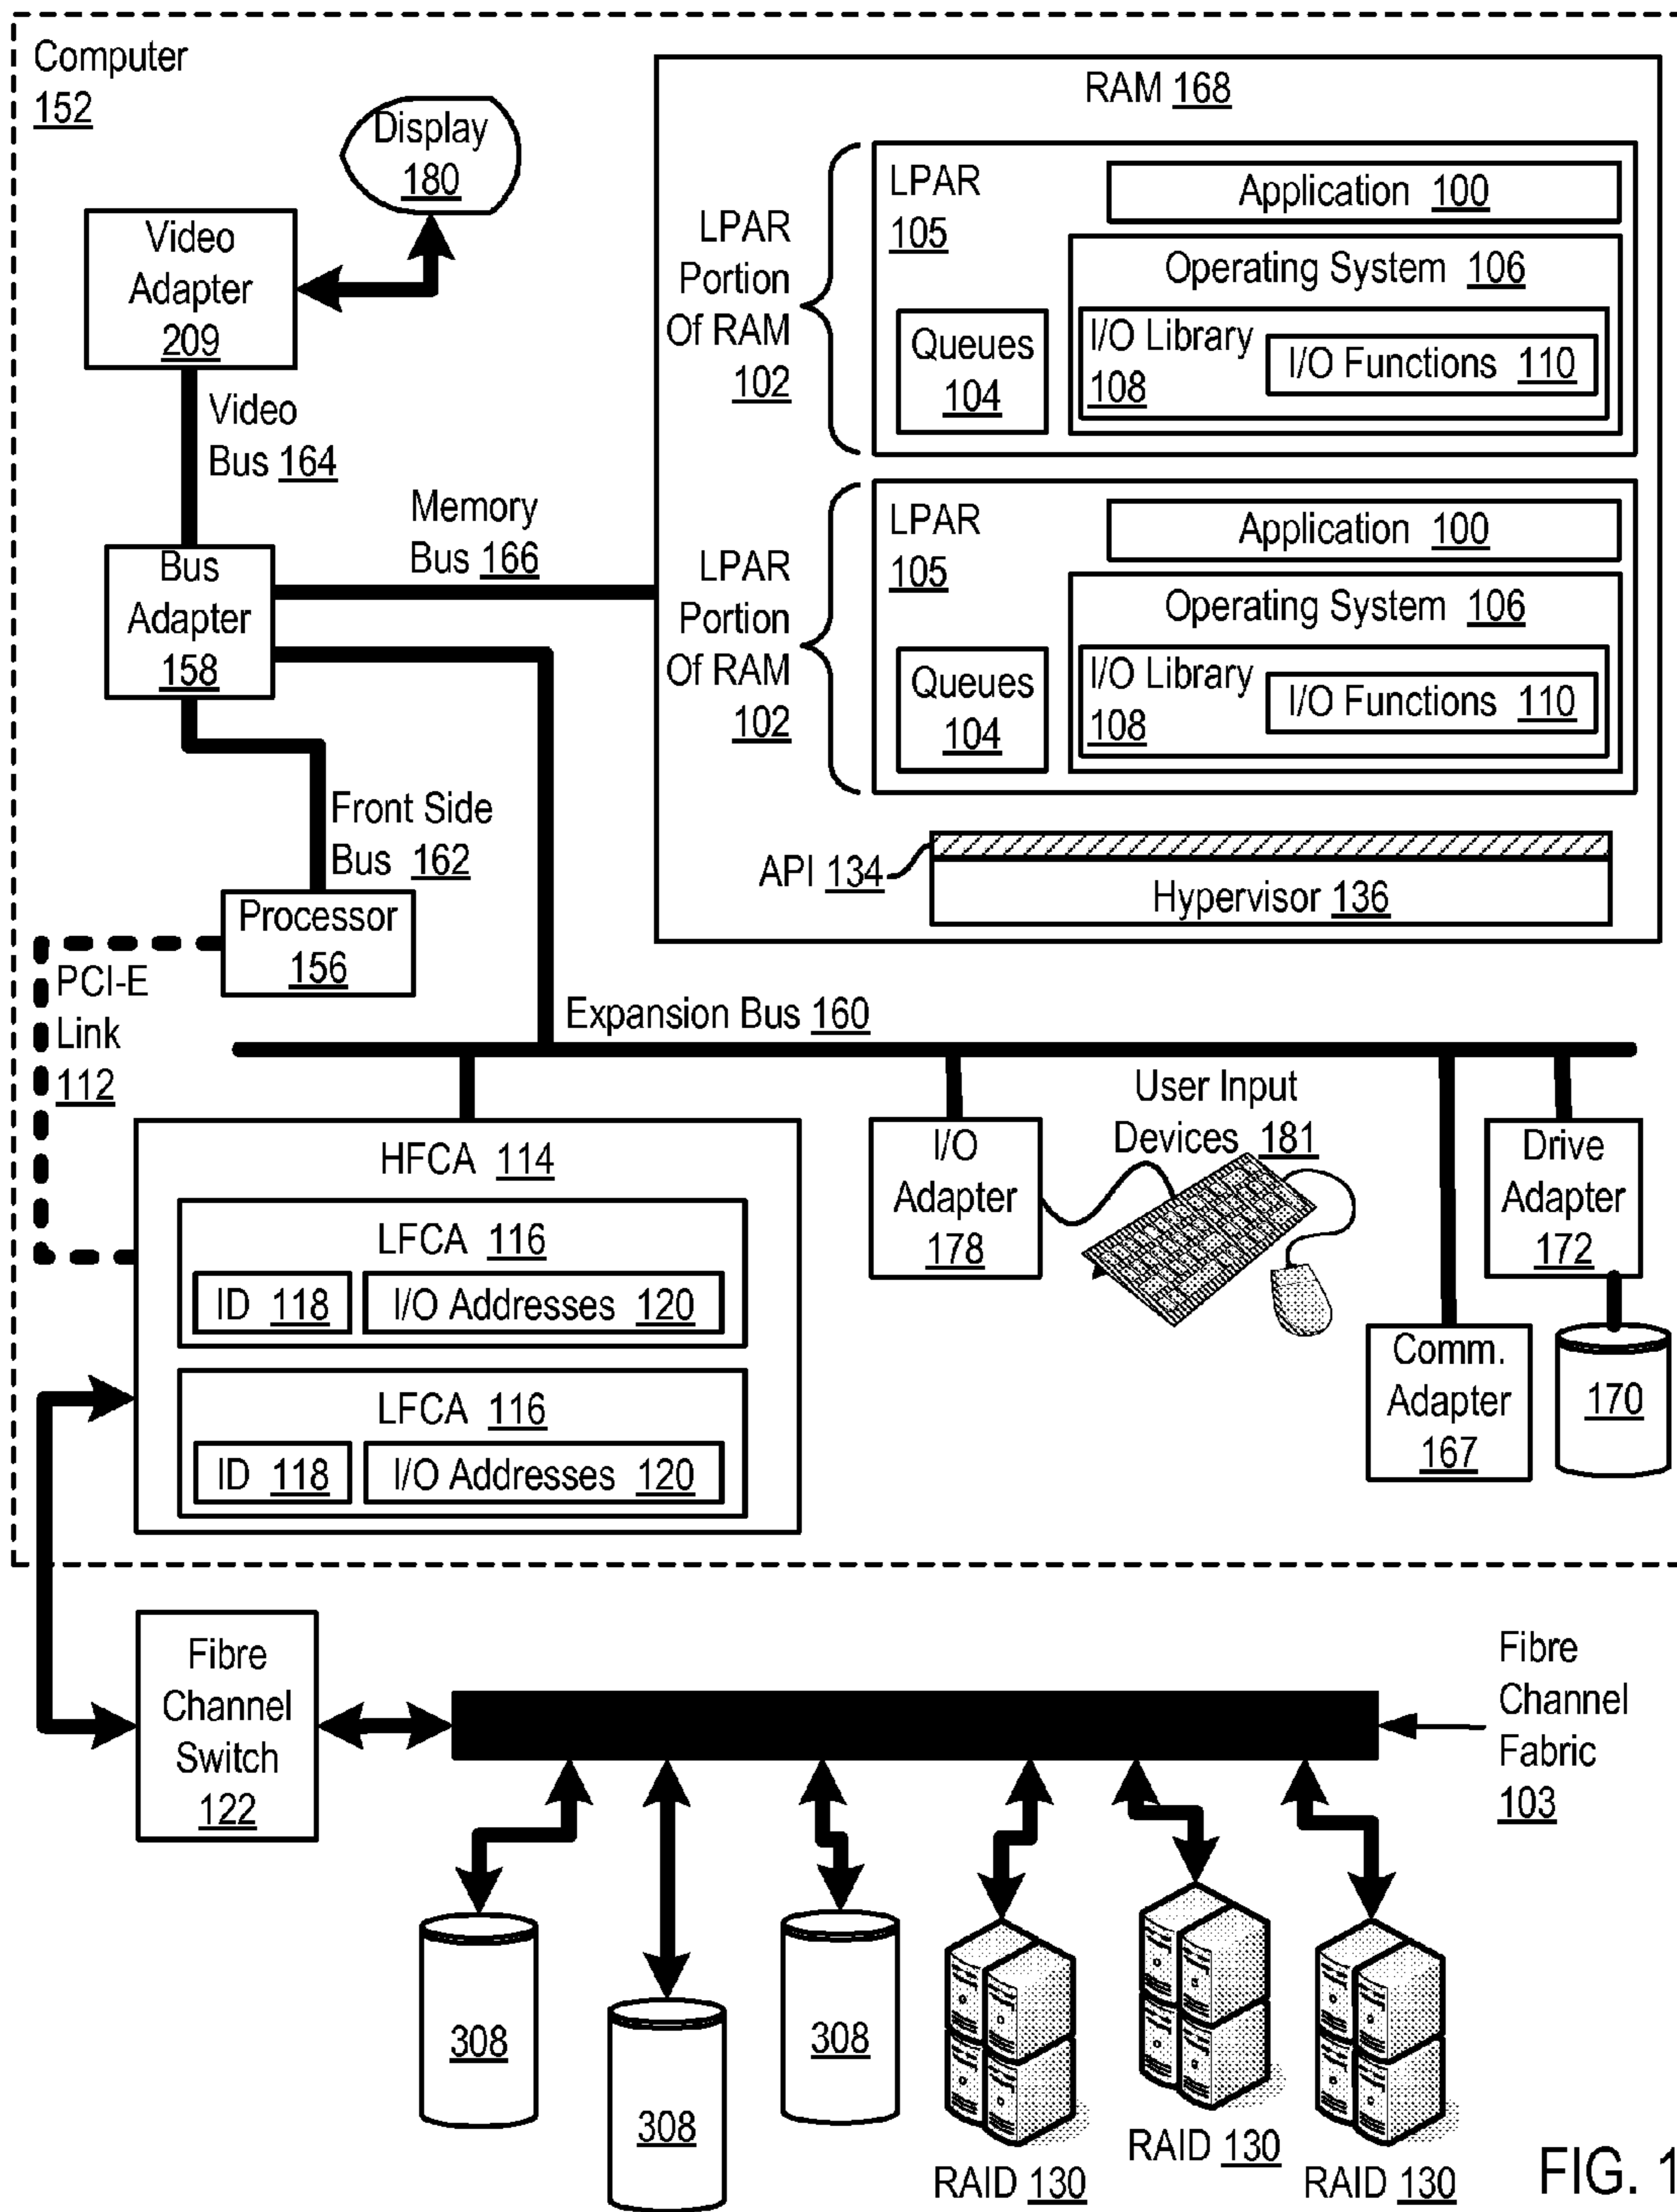 Computer
152
Display
180
Video
Adapter
209
Video
Bus 164
Bus
Adapter
158
Memory
Bus 166
Front Side
Bus 162
Processor
156
PCI-E
Link
112
RAM 168
LPAR
Portion
Of RAM
102
LPAR
105
Application 100
Operating System 106
Queues
104
I/O Library
108
I/O Functions 110
LPAR
Portion
Of RAM
102
LPAR
105
Application 100
Operating System 106
Queues
104
I/O Library
108
I/O Functions 110
API 134
Hypervisor 136
Expansion Bus 160
HFCA 114
LFCA 116
ID 118
I/O Addresses 120
LFCA 116
ID 118
I/O Addresses 120
I/O
Adapter
178
User Input
Devices 181
Comm.
Adapter
167
Drive
Adapter
172
170
Fibre
Channel
Switch
122
Fibre
Channel
Fabric
103
308
308
308
RAID 130
RAID 130
RAID 130
FIG. 1